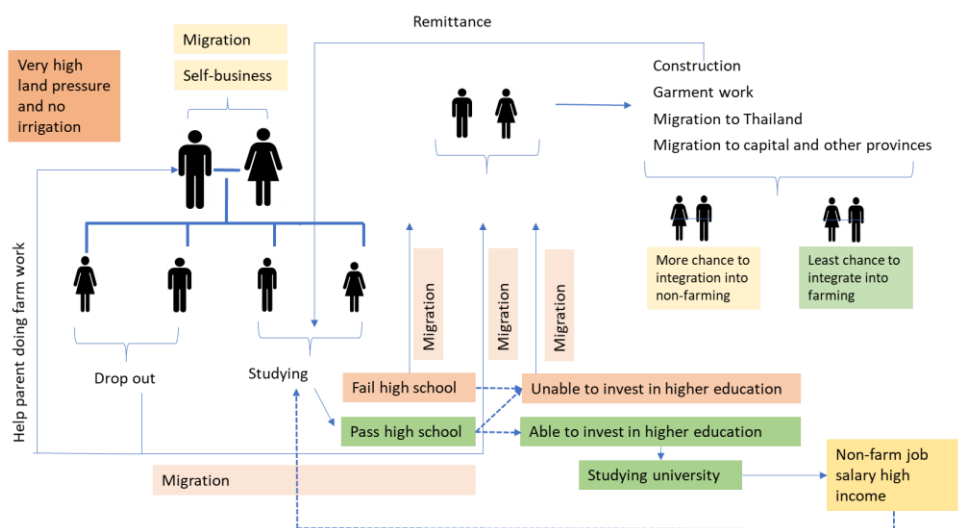 Remittance
Migration
Self-business
Very high
land pressure
and no
irrigation
Construction
Garment work
Migration to Thailand
Migration to capital and other provinces
More chance to
integration into
non-farming
Least chance to
integrate into
farming
Help parent doing farm work
Migration
Migration
Migration
Drop out
Studying
Fail high school
Unable to invest in higher education
Pass high school
Able to invest in higher education
Studying university
Non-farm job
salary high
income
Migration